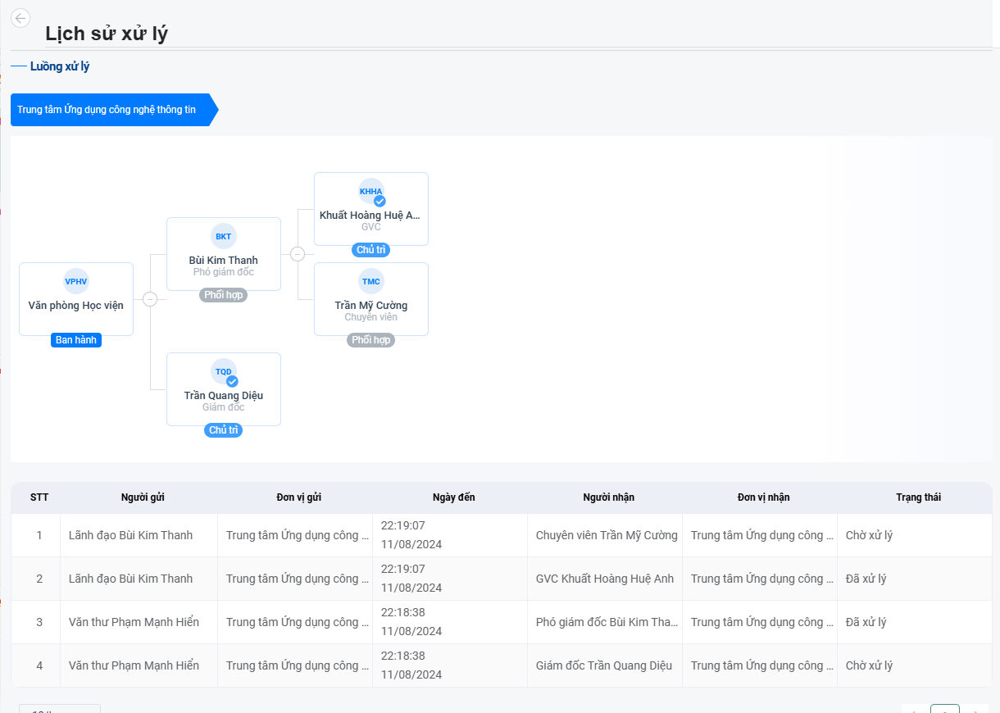 Lịch sử xử lý
Luồng xử lý
Trung tâm Ứng dụng công nghệ thông tin
KHHA
Khuất Hoàng Huệ A...
GVC
Chủ trì
BKT
Bùi Kim Thanh
Phó giám đốc
Phối hợp
VPHV
Văn phòng Học viện
Ban hành
TMC
Trần Mỹ Cường
Chuyên viên
Phối hợp
TQD
Trần Quang Diệu
Giám đốc
Chủ trì
STT Người gửi Đơn vị gửi Ngày đến Người nhận Đơn vị nhận Trạng thái
1 Lãnh đạo Bùi Kim Thanh Trung tâm Ứng dụng công ... 22:19:07 11/08/2024 Chuyên viên Trần Mỹ Cường Trung tâm Ứng dụng công ... Chờ xử lý
2 Lãnh đạo Bùi Kim Thanh Trung tâm Ứng dụng công ... 22:19:07 11/08/2024 GVC Khuất Hoàng Huệ Anh Trung tâm Ứng dụng công ... Đã xử lý
3 Văn thư Phạm Mạnh Hiển Trung tâm Ứng dụng công ... 22:18:38 11/08/2024 Phó giám đốc Bùi Kim Tha... Trung tâm Ứng dụng công ... Đã xử lý
4 Văn thư Phạm Mạnh Hiển Trung tâm Ứng dụng công ... 22:18:38 11/08/2024 Giám đốc Trần Quang Diệu Trung tâm Ứng dụng công ... Chờ xử lý